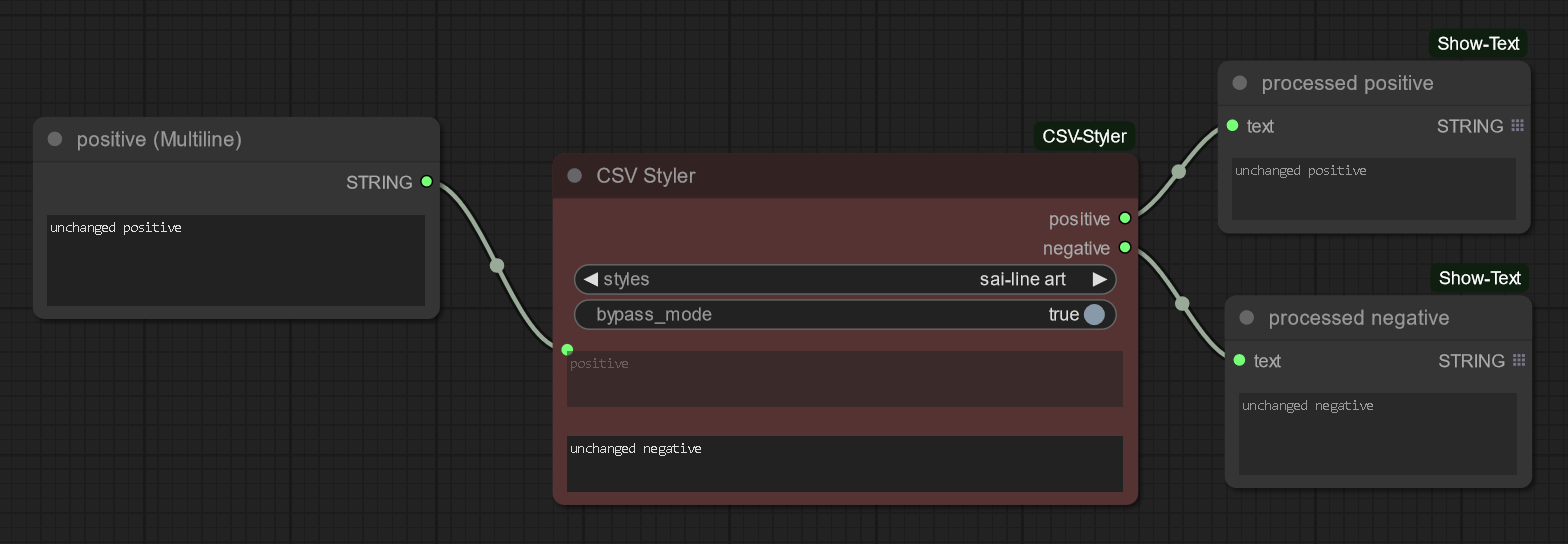 positive (Multiline)
STRING
unchanged positive
CSV-Styler
CSV Styler
positive
negative
styles sai-line art
bypass_mode true
positive
unchanged negative
Show-Text
processed positive
text STRING
unchanged positive
Show-Text
processed negative
text STRING
unchanged negative